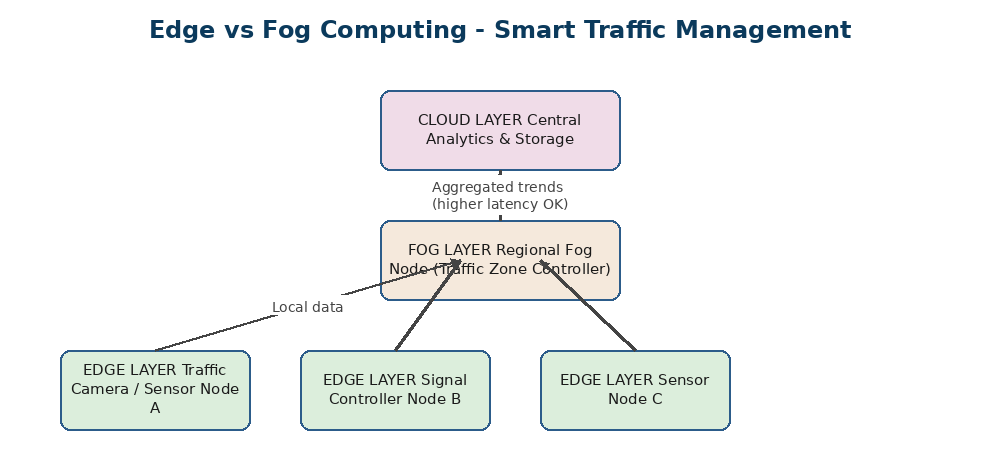 Edge vs Fog Computing - Smart Traffic Management
CLOUD LAYER Central
Analytics & Storage
Aggregated trends
(higher latency OK)
FOG LAYER Regional Fog
Node (Traffic Zone Controller)
Local data
EDGE LAYER Traffic
Camera / Sensor Node
A
EDGE LAYER Signal
Controller Node B
EDGE LAYER Sensor
Node C